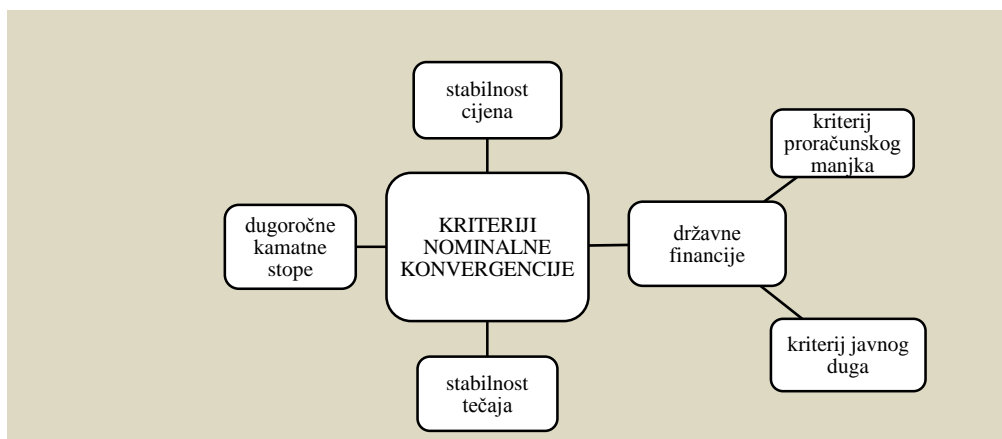 stabilnost
cijena
kriterij
proračunskog
manjka
dugoročne
kamatne
stope
KRITERIJI
NOMINALNE
KONVERGENCIJE
državne
financije
stabilnost
tečaja
kriterij javnog
duga